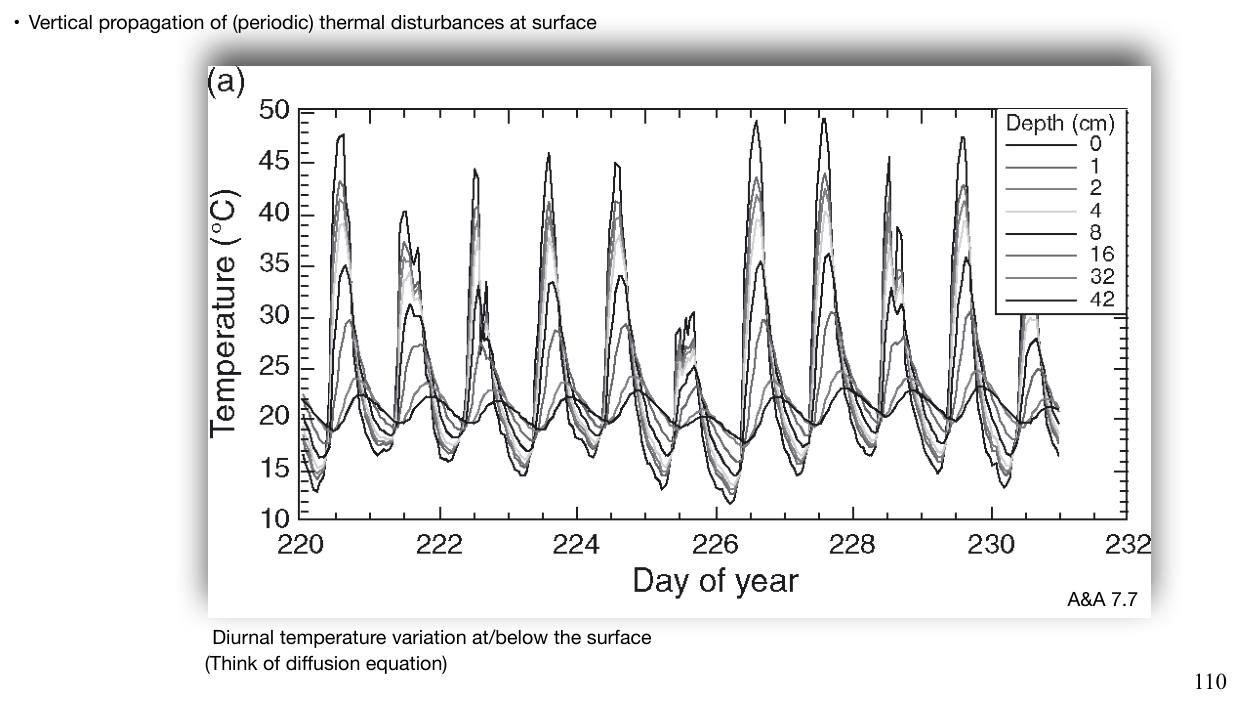 • Vertical propagation of (periodic) thermal disturbances at surface
(a)
50
45
40
35
30
25
20
15
10
Temperature (°C)
220 222 224 226 228 230 232
Day of year
Depth (cm)
0
1
2
4
8
16
32
42
A&A 7.7
Diurnal temperature variation at/below the surface
(Think of diffusion equation)
110